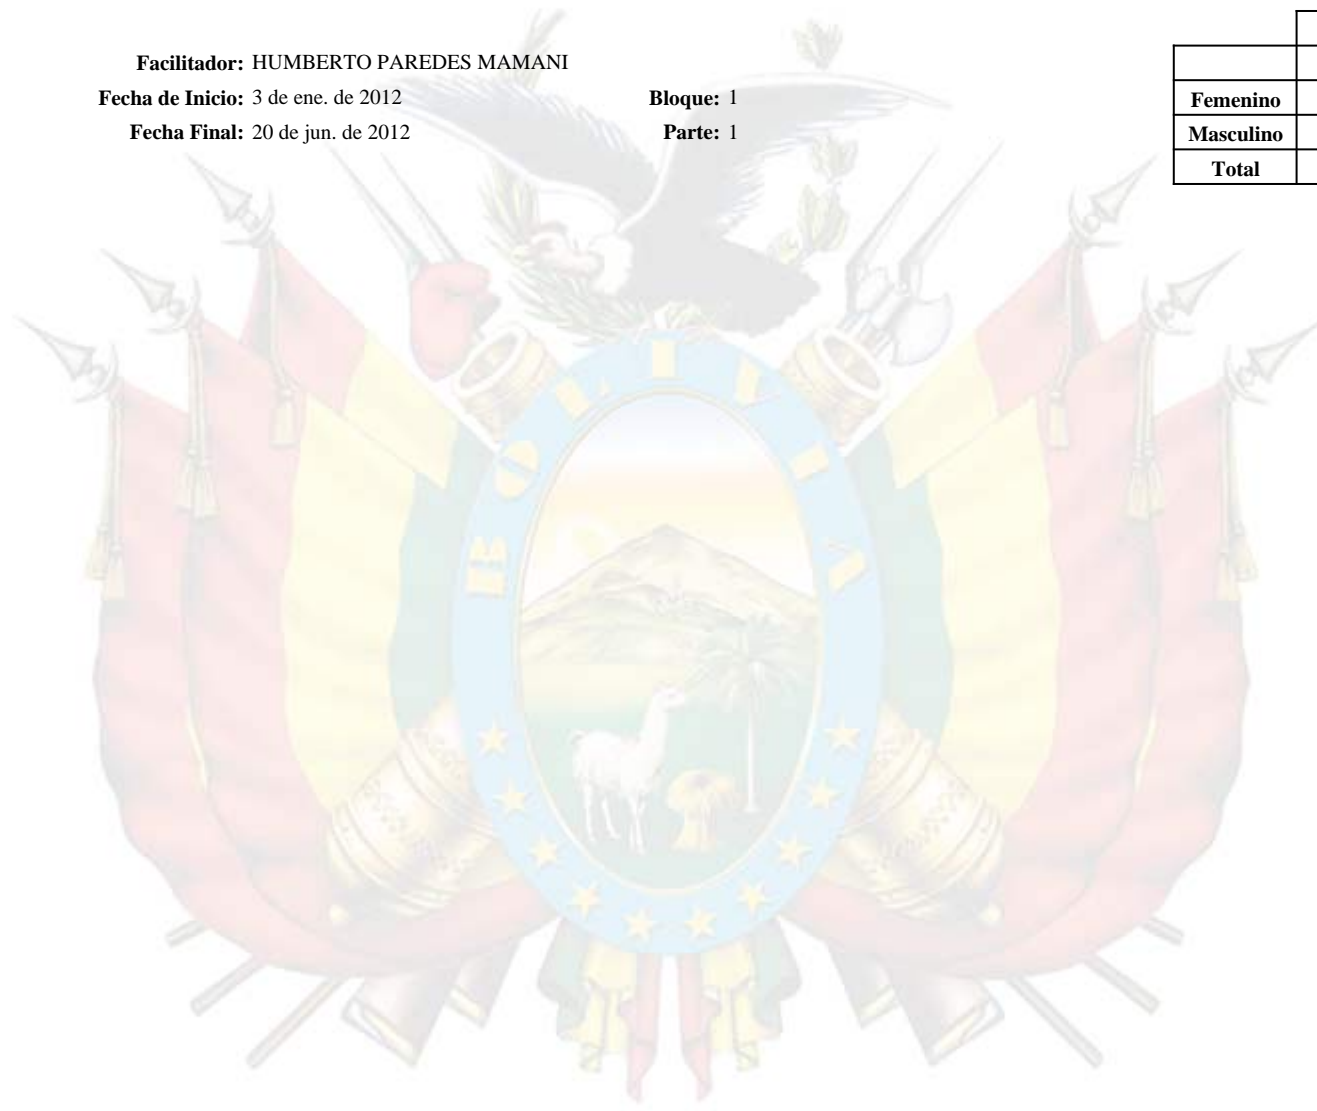 Facilitador: HUMBERTO PAREDES MAMANI
Fecha de Inicio: 3 de ene. de 2012 Bloque: 1
Fecha Final: 20 de jun. de 2012 Parte: 1
Femenino
Masculino
Total
BOLIVIA